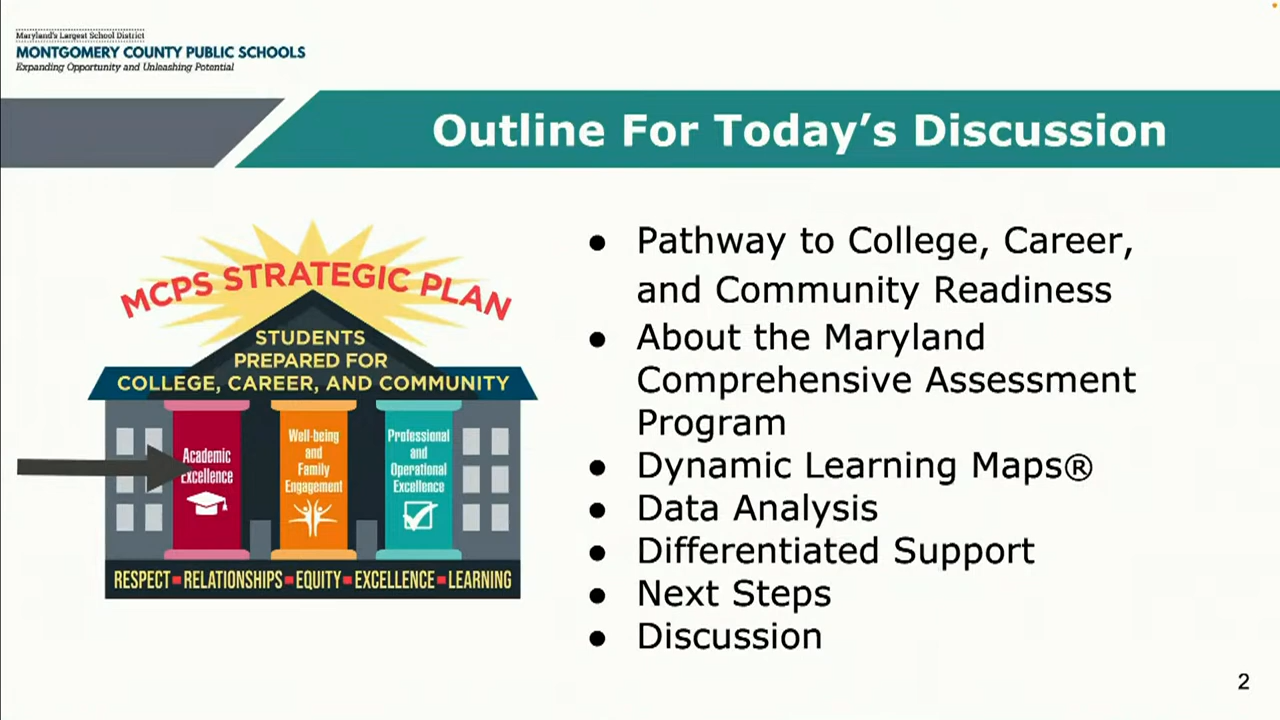 Maryland's Largest School District
MONTGOMERY COUNTY PUBLIC SCHOOLS
Expanding Opportunity and Unleashing Potential
Outline For Today's Discussion
MCPS STRATEGIC PLAN
STUDENTS
PREPARED FOR
COLLEGE, CAREER, AND COMMUNITY
Academic
Excellence
Well-being
and
Family
Engagement
Professional
and
Operational
Excellence
RESPECT RELATIONSHIPS EQUITY EXCELLENCE LEARNING
● Pathway to College, Career,
and Community Readiness
● About the Maryland
Comprehensive Assessment
Program
● Dynamic Learning Maps®
● Data Analysis
● Differentiated Support
● Next Steps
● Discussion
2